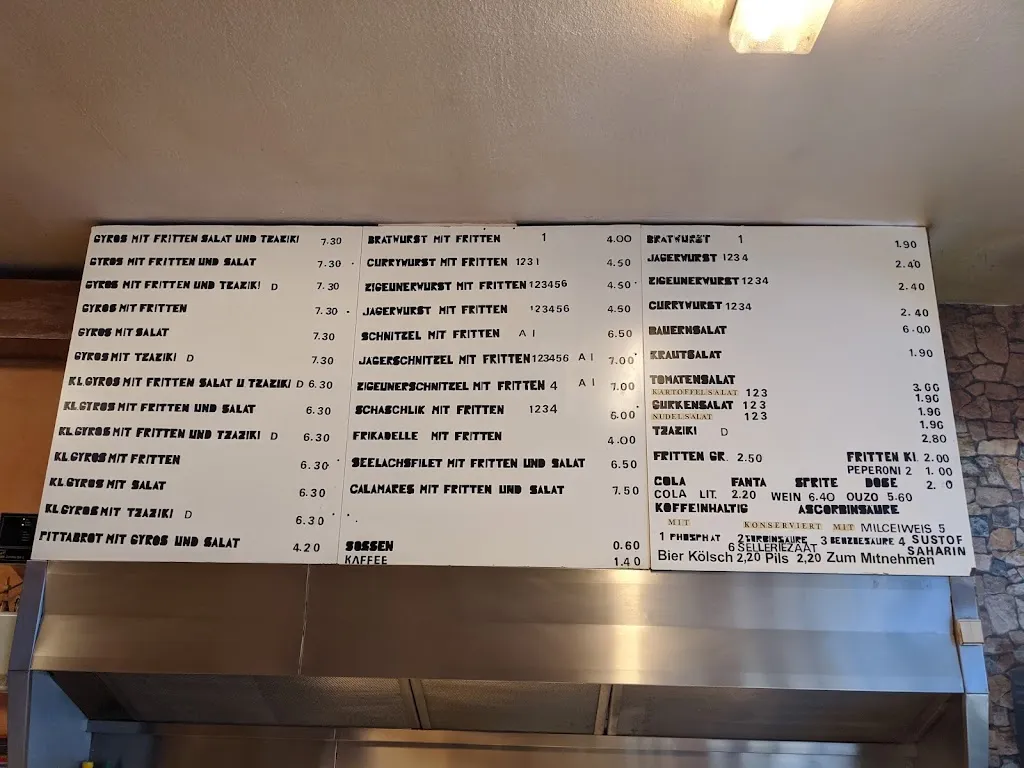 GYROS MIT FRITTEN SALAT UND TZAZIKI 7.30
GYROS MIT FRITTEN UND SALAT 7.30
GYROS MIT FRITTEN UND TZAZIKI D 7.30
GYROS MIT FRITTEN 7.30
GYROS MIT SALAT 7.30
GYROS MIT TZAZIKI D 7.30
KL GYROS MIT FRITTEN SALAT U TZAZIKI D 6.30
KL GYROS MIT FRITTEN UND SALAT 6.30
KL GYROS MIT FRITTEN UND TZAZIKI D 6.30
KL GYROS MIT FRITTEN 6.30
KL GYROS MIT SALAT 6.30
KL GYROS MIT TZAZIKI D 6.30
PITTABROT MIT GYROS UND SALAT 4.20
BRATWURST MIT FRITTEN 1 4.00
CURRYWURST MIT FRITTEN 1231 4.50
ZIGEUNERWURST MIT FRITTEN 123456 4.50
JAGERWURST MIT FRITTEN 123456 4.50
SCHNITZEL MIT FRITTEN A I 6.50
JAGERSCHNITZEL MIT FRITTEN 123456 A I 7.00
ZIGEUNERSCHNITZEL MIT FRITTEN 4 A I 7.00
SCHASCHLIK MIT FRITTEN 1234 6.00
FRIKADELLE MIT FRITTEN 4.00
SEELACHSFILET MIT FRITTEN UND SALAT 6.50
CALAMARES MIT FRITTEN UND SALAT 7.50
SOSSEN 0.60
KAFFEE 1.40
BRATWURST 1 1.90
JAGERWURST 1234 2.40
ZIGEUNERWURST 1234 2.40
CURRYWURST 1234 2.40
BAUERNSALAT 6.00
KRAUTSALAT 1.90
TOMATENSALAT 3.60
KARTOFFELSALAT 123 1.90
GURKENSALAT 123 1.90
NUDELSALAT 123 1.90
TZAZIKI D 2.80
FRITTEN GR. 2.50 FRITTEN KI. 2.00
PEPERONI 2 1.00
COLA FANTA SPRITE DOSE 2. 0
COLA LIT. 2.20 WEIN 6.40 OUZO 5.60
KOFFEINHALTIG ASCORBINSAURE
MIT KONSERVIERT MIT MILCEIWEIS 5
1 PHOSPHAT 2 SORBINSAURE 3 BENZOESAURE 4 SUSTOF
6 SELLERIEZAAT SAHARIN
Bier Kölsch 2,20 Pils 2,20 Zum Mitnehmen